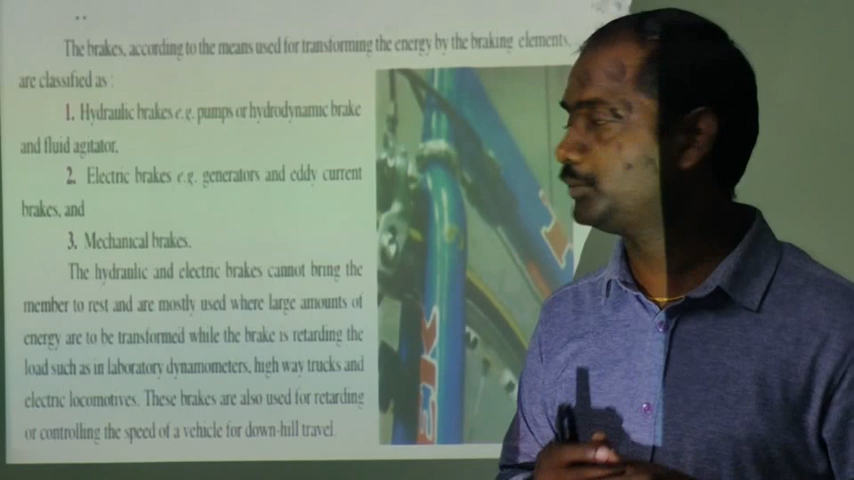 The brakes, according to the means used for transforming the energy by the braking elements,
are classified as :
1. Hydraulic brakes e.g. pumps or hydrodynamic brake
and fluid agitator,
2. Electric brakes e.g. generators and eddy current
brakes, and
3. Mechanical brakes.
The hydraulic and electric brakes cannot bring the
member to rest and are mostly used where large amounts of
energy are to be transformed while the brake is retarding the
load such as in laboratory dynamometers, high way trucks and
electric locomotives. These brakes are also used for retarding
or controlling the speed of a vehicle for down-hill travel.